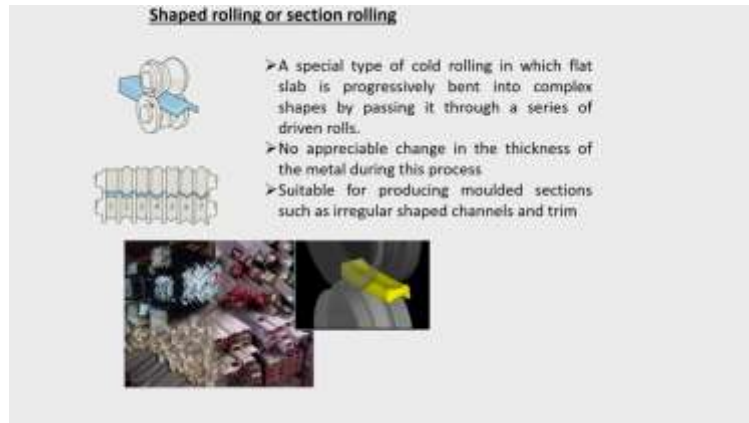 Shaped rolling or section rolling
➢A special type of cold rolling in which flat
slab is progressively bent into complex
shapes by passing it through a series of
driven rolls.
➢No appreciable change in the thickness of
the metal during this process
➢Suitable for producing moulded sections
such as irregular shaped channels and trim